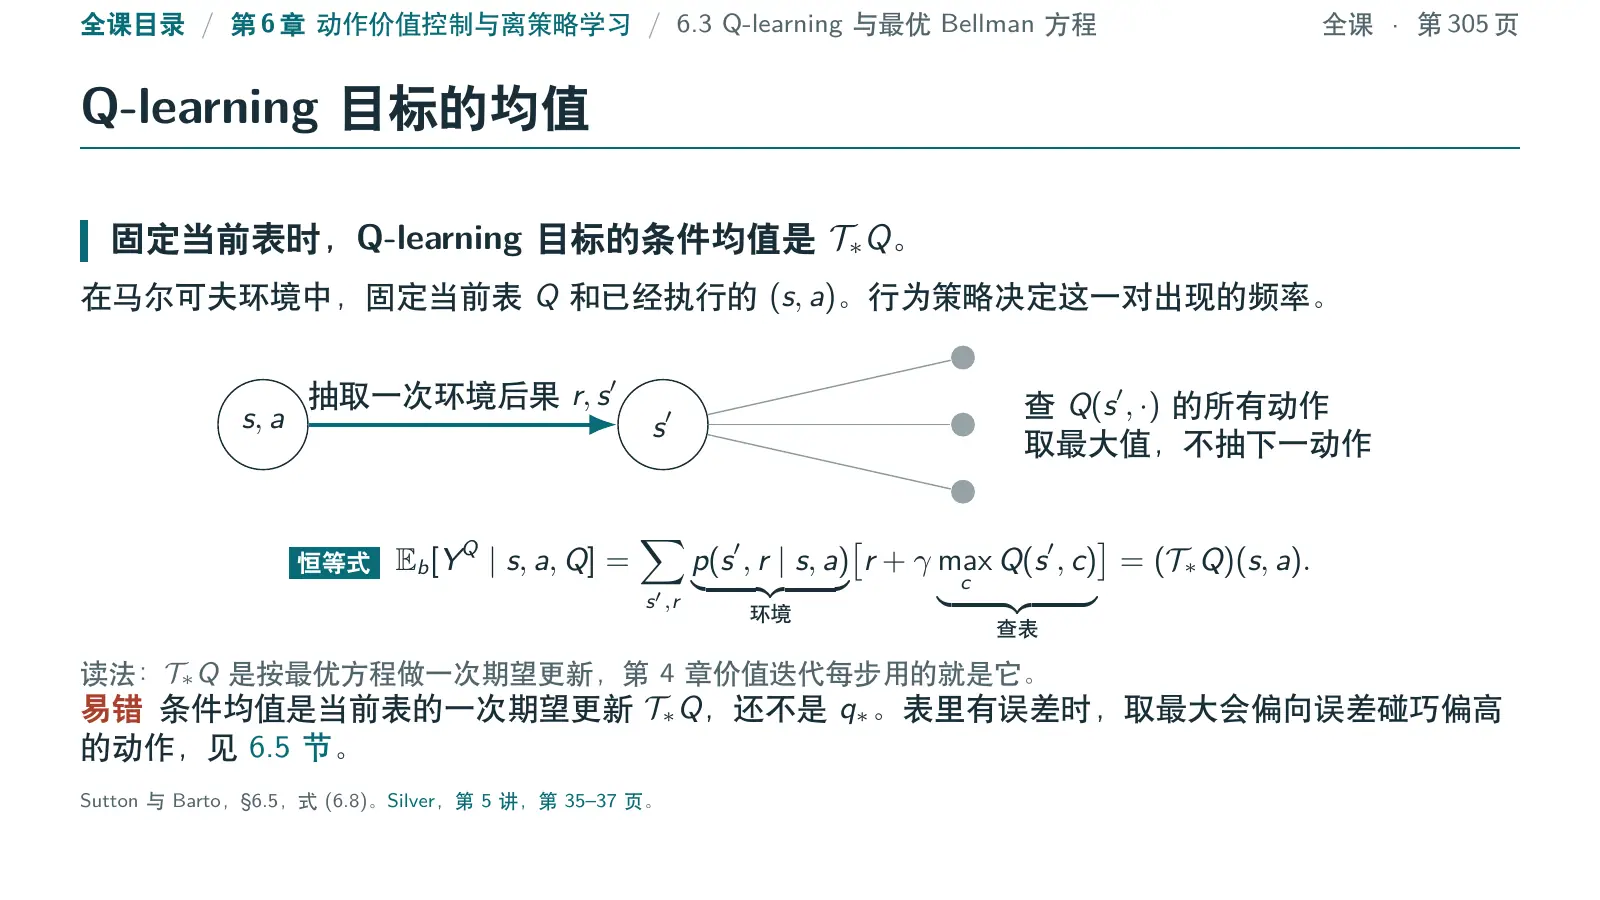 全课目录 / 第 6 章 动作价值控制与离策略学习 / 6.3 Q-learning 与最优 Bellman 方程 全课 · 第 305 页
Q-learning 目标的均值
固定当前表时，Q-learning 目标的条件均值是 𝒯∗Q。
在马尔可夫环境中，固定当前表 Q 和已经执行的 (s, a)。行为策略决定这一对出现的频率。
s, a
抽取一次环境后果 r, s′
s′
查 Q(s′, ·) 的所有动作
取最大值，不抽下一动作
恒等式 𝔼_b[Y^Q | s, a, Q] = ∑_{s′,r} p(s′, r | s, a)[r + γ max_c Q(s′, c)] = (𝒯∗Q)(s, a).
环境
查表
读法：𝒯∗Q 是按最优方程做一次期望更新，第 4 章价值迭代每步用的就是它。
易错 条件均值是当前表的一次期望更新 𝒯∗Q，还不是 q∗。表里有误差时，取最大会偏向误差碰巧偏高
的动作，见 6.5 节。
Sutton 与 Barto，§6.5，式 (6.8)。Silver，第 5 讲，第 35–37 页。